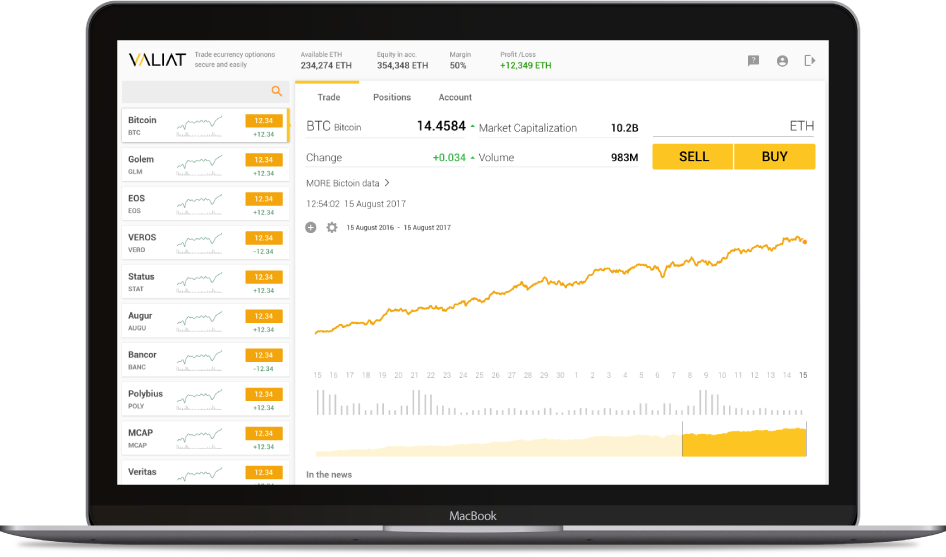 VALIAT
Trade ecurrency optionons
secure and easily
Available ETH
234,274 ETH
Equity in acc.
354,348 ETH
Margin
50%
Profit /Loss
+12,349 ETH
?
Bitcoin
BTC
12.34
+12.34
Golem
GLM
12.34
+12.34
EOS
EOS
12.34
+12.34
VEROS
VERO
12.34
-12.34
Status
STAT
12.34
+12.34
Augur
AUGU
12.34
+12.34
Bancor
BANC
12.34
-12.34
Polybius
POLY
12.34
+12.34
MCAP
MCAP
12.34
+12.34
Veritas
12.34
Trade Positions Account
BTC Bitcoin 14.4584 Market Capitalization 10.2B ETH
Change +0.034 Volume 983M SELL BUY
MORE Bictoin data >
12:54:02 15 August 2017
15 August 2016 - 15 August 2017
15 16 17 18 19 20 21 22 23 24 25 26 27 28 29 30 1 2 3 4 5 6 7 8 9 10 11 12 13 14 15
In the news
MacBook